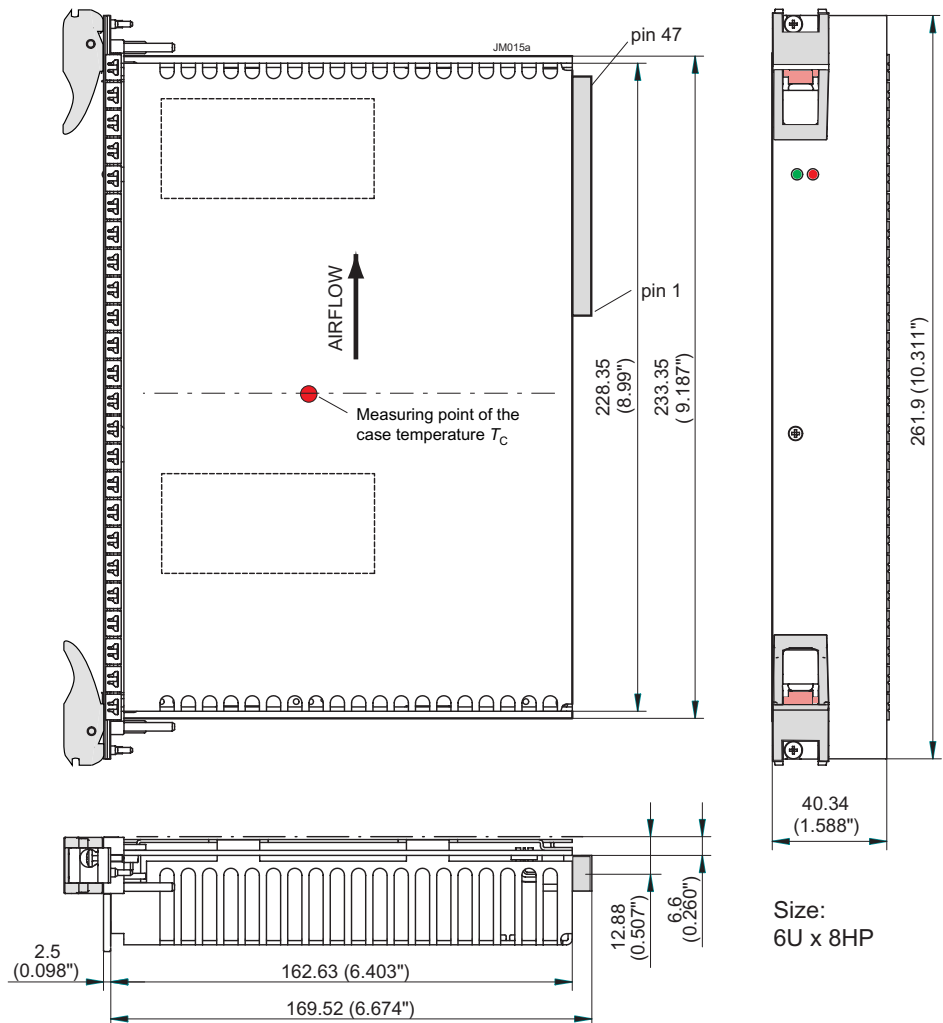 JM015a
pin 47
pin 1
AIRFLOW
Measuring point of the
case temperature TC
228.35
(8.99")
233.35
( 9.187")
261.9 (10.311")
40.34
(1.588")
12.88
(0.507")
6.6
(0.260")
Size:
6U x 8HP
2.5
(0.098")
162.63 (6.403")
169.52 (6.674")